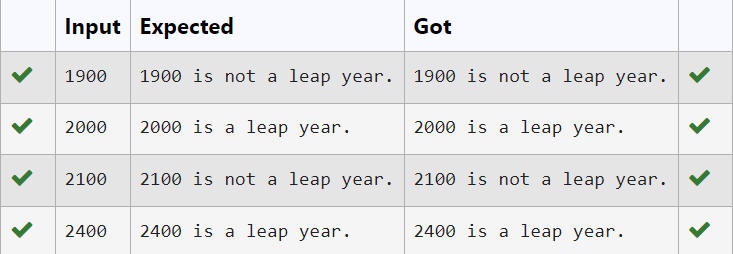 Input Expected Got
1900 1900 is not a leap year. 1900 is not a leap year.
2000 2000 is a leap year. 2000 is a leap year.
2100 2100 is not a leap year. 2100 is not a leap year.
2400 2400 is a leap year. 2400 is a leap year.